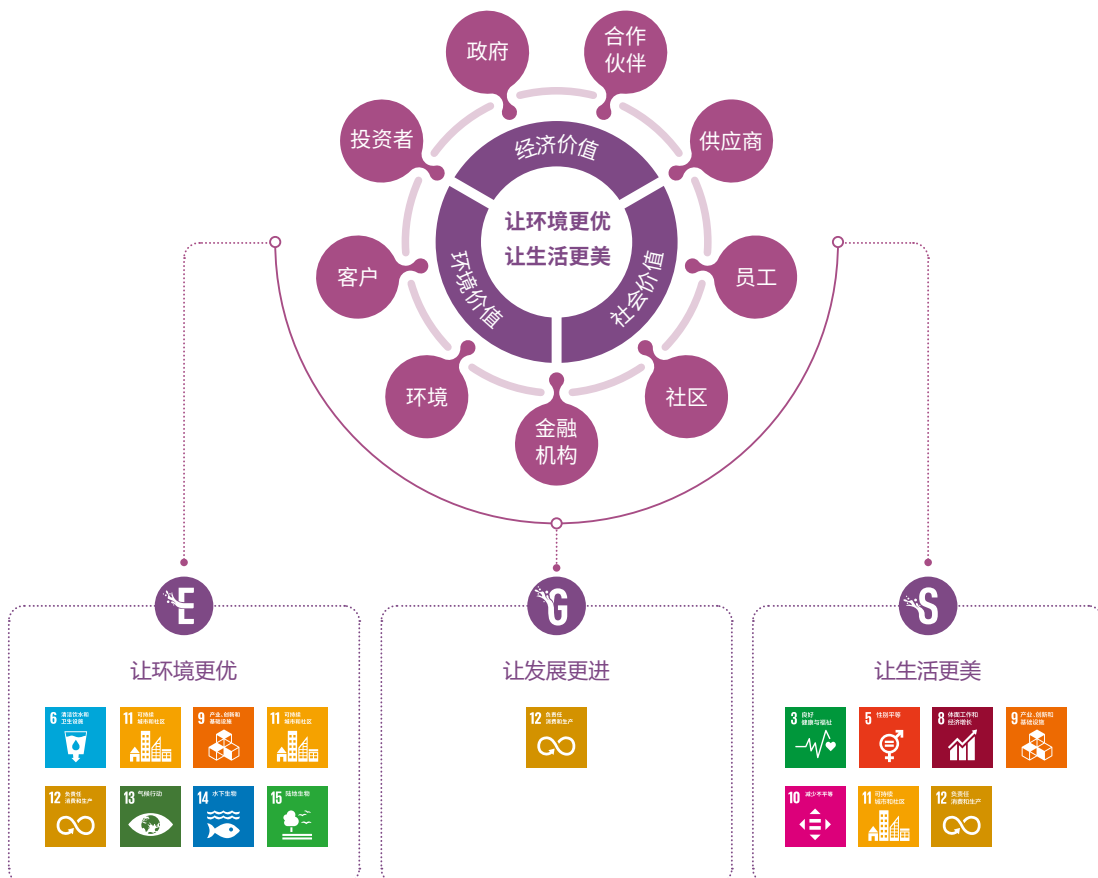 政府
合作
伙伴
投资者
供应商
经济价值
让环境更优
让生活更美
环境价值
社会价值
客户
员工
环境
社区
金融
机构
E
G
S
让环境更优
让发展更进
让生活更美
6 清洁饮水和
卫生设施
11 可持续
城市和社区
9 产业、创新和
基础设施
11 可持续
城市和社区
12 负责任
消费和生产
13 气候行动
14 水下生物
15 陆地生物
12 负责任
消费和生产
3 良好
健康与福祉
5 性别平等
8 体面工作和
经济增长
9 产业、创新和
基础设施
10 减少不平等
11 可持续
城市和社区
12 负责任
消费和生产